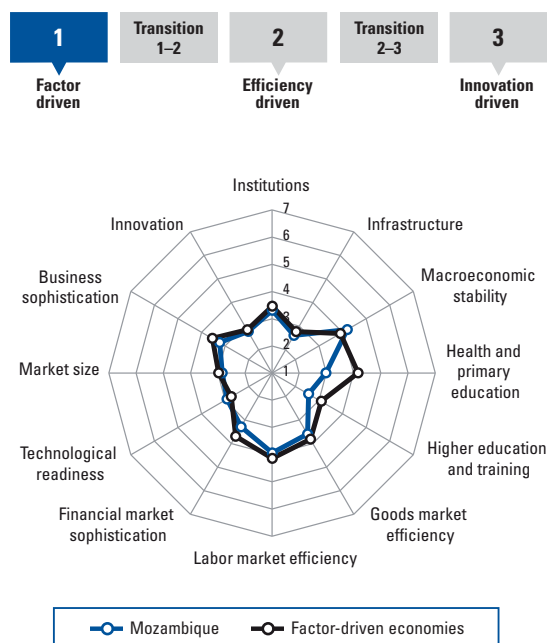 1
Transition
1–2
2
Transition
2–3
3
Factor
driven
Efficiency
driven
Innovation
driven
Institutions
7
Innovation
Infrastructure
6
5
Business
sophistication
Macroeconomic
stability
4
3
2
Market size
1
Health and
primary
education
Technological
readiness
Higher education
and training
Financial market
sophistication
Goods market
efficiency
Labor market efficiency
Mozambique
Factor-driven economies